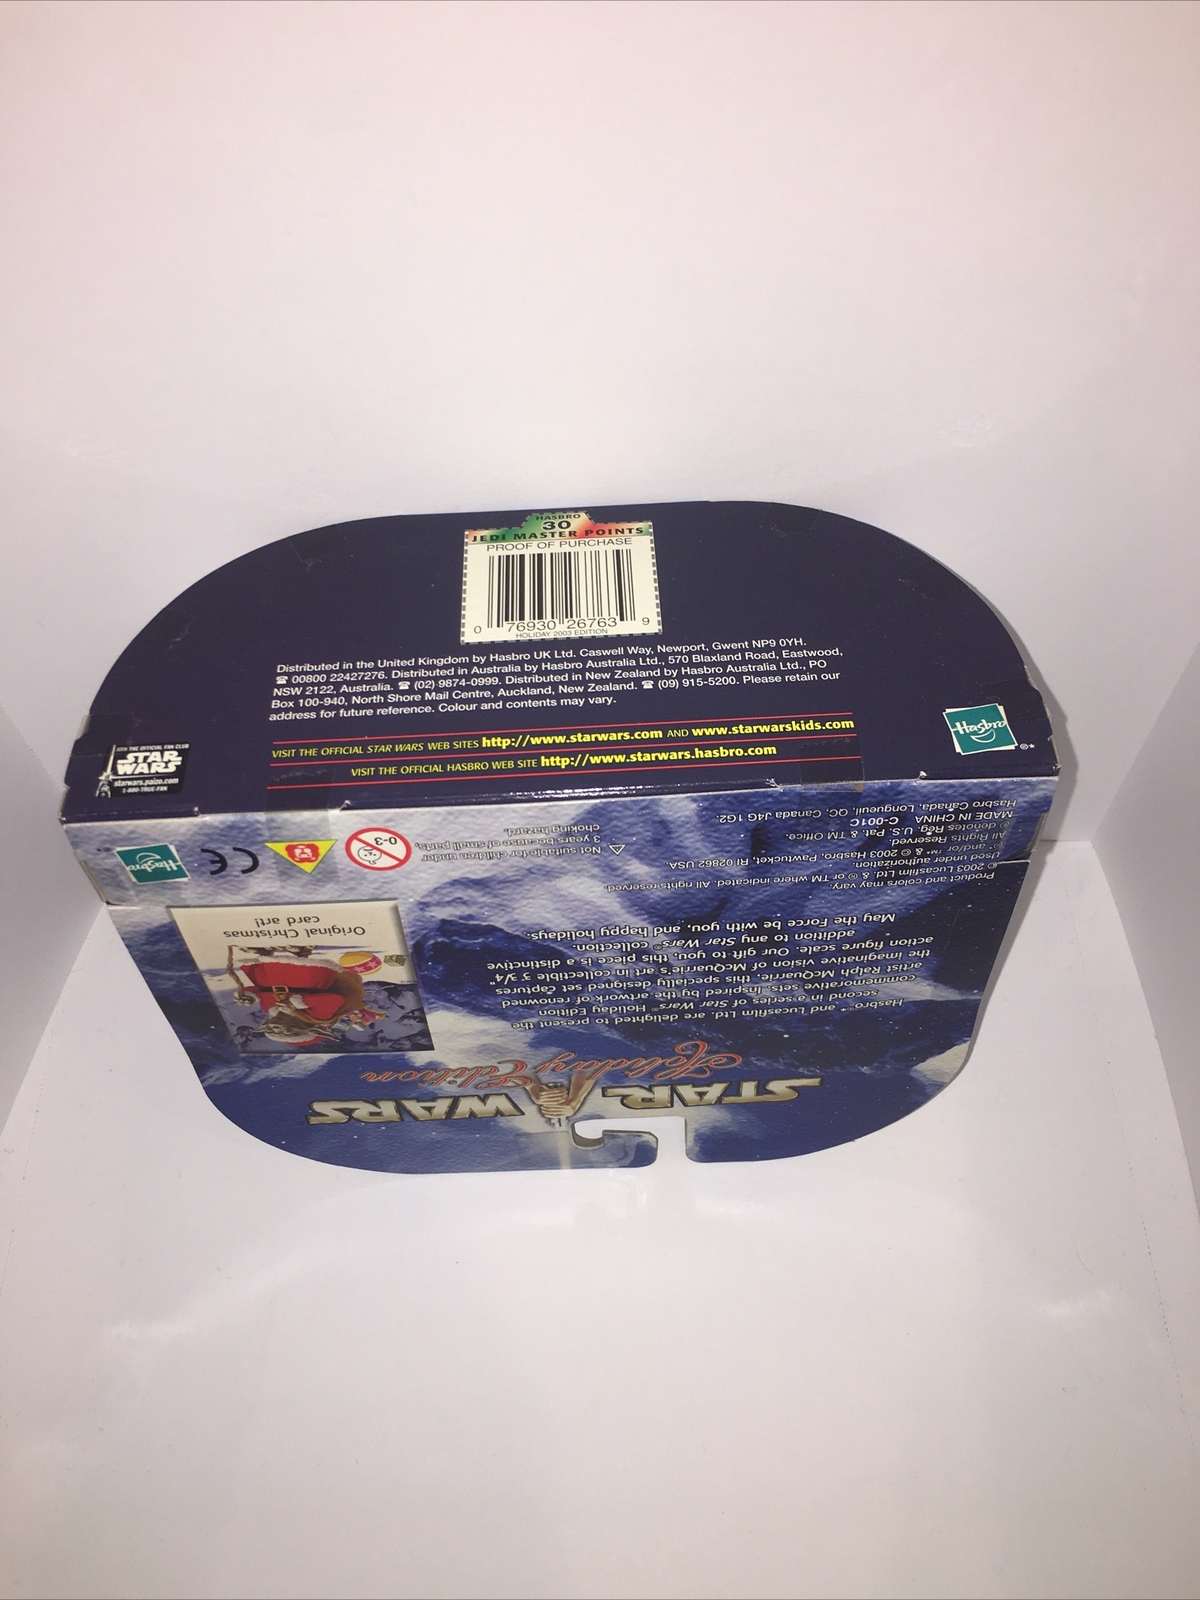 HASBRO
30
JEDI MASTER POINTS
PROOF OF PURCHASE
0 76930 26763 9
HOLIDAY 2003 EDITION
Distributed in the United Kingdom by Hasbro UK Ltd. Caswell Way, Newport, Gwent NP9 0YH.
☎ 00800 22427276. Distributed in Australia by Hasbro Australia Ltd., 570 Blaxland Road, Eastwood,
NSW 2122, Australia. ☎ (02) 9874-0999. Distributed in New Zealand by Hasbro Australia Ltd., PO
Box 100-940, North Shore Mail Centre, Auckland, New Zealand. ☎ (09) 915-5200. Please retain our
address for future reference. Colour and contents may vary.
VISIT THE OFFICIAL STAR WARS WEB SITES http://www.starwars.com AND www.starwarskids.com
VISIT THE OFFICIAL HASBRO WEB SITE http://www.starwars.hasbro.com
JOIN THE OFFICIAL FAN CLUB
STAR
WARS
starwars.paizo.com
1-800-TRUE-FAN
Hasbro
®*
STAR WARS
Holiday Edition
Hasbro® and Lucasfilm Ltd. are delighted to present the
second in a series of Star Wars® Holiday Edition
commemorative sets. Inspired by the artwork of renowned
artist Ralph McQuarrie, this specially designed set captures
the imaginative vision of McQuarrie's art in collectible 3 3/4"
action figure scale. Our gift to you, this piece is a distinctive
addition to any Star Wars® collection.
May the Force be with you, and happy holidays.
Original Christmas
card art!
Product and colors may vary.
© 2003 Lucasfilm Ltd. & ® or TM where indicated. All rights reserved.
Used under authorization.
®* and/or TM* & © 2003 Hasbro, Pawtucket, RI 02862 USA.
All Rights Reserved.
® denotes Reg. U.S. Pat. & TM Office.
MADE IN CHINA C-001C
Hasbro Canada, Longueuil, QC, Canada J4G 1G2.
Not suitable for children under
3 years because of small parts,
choking hazard.
0-3
CE
Hasbro